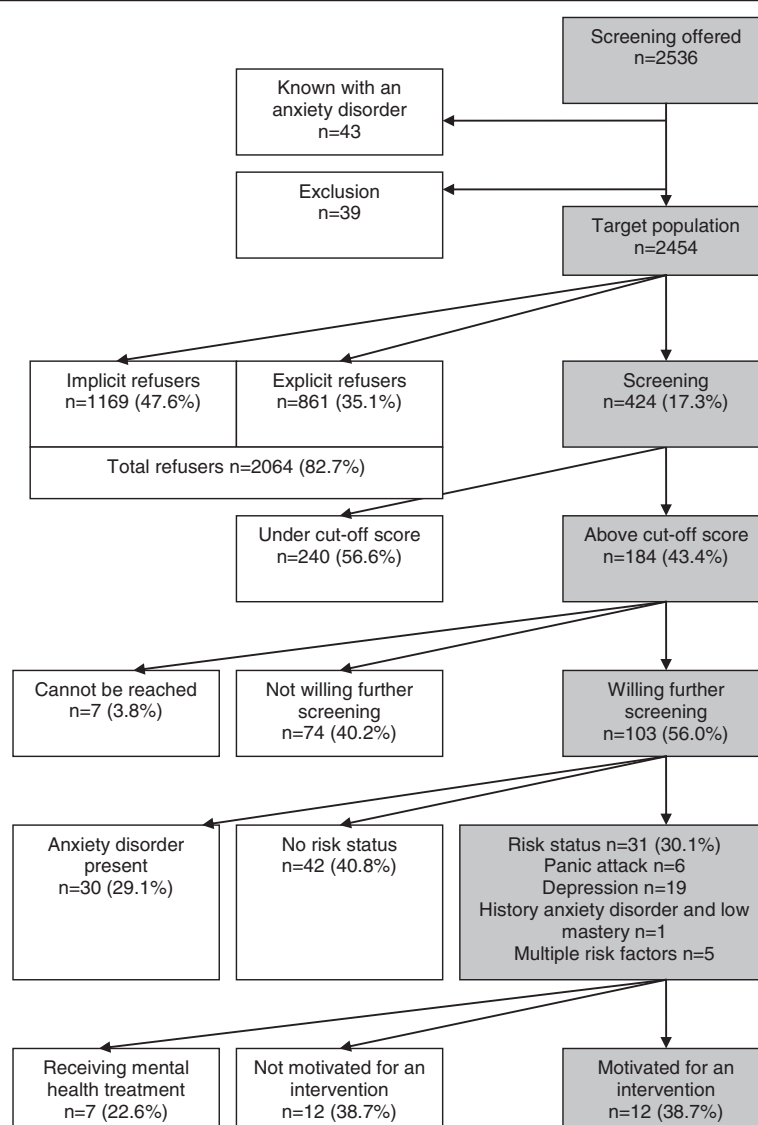 Screening offered
n=2536
Known with an
anxiety disorder
n=43
Exclusion
n=39
Target population
n=2454
Implicit refusers
n=1169 (47.6%)
Explicit refusers
n=861 (35.1%)
Screening
n=424 (17.3%)
Total refusers n=2064 (82.7%)
Under cut-off score
n=240 (56.6%)
Above cut-off score
n=184 (43.4%)
Cannot be reached
n=7 (3.8%)
Not willing further
screening
n=74 (40.2%)
Willing further
screening
n=103 (56.0%)
Anxiety disorder
present
n=30 (29.1%)
No risk status
n=42 (40.8%)
Risk status n=31 (30.1%)
Panic attack n=6
Depression n=19
History anxiety disorder and low
mastery n=1
Multiple risk factors n=5
Receiving mental
health treatment
n=7 (22.6%)
Not motivated for an
intervention
n=12 (38.7%)
Motivated for an
intervention
n=12 (38.7%)